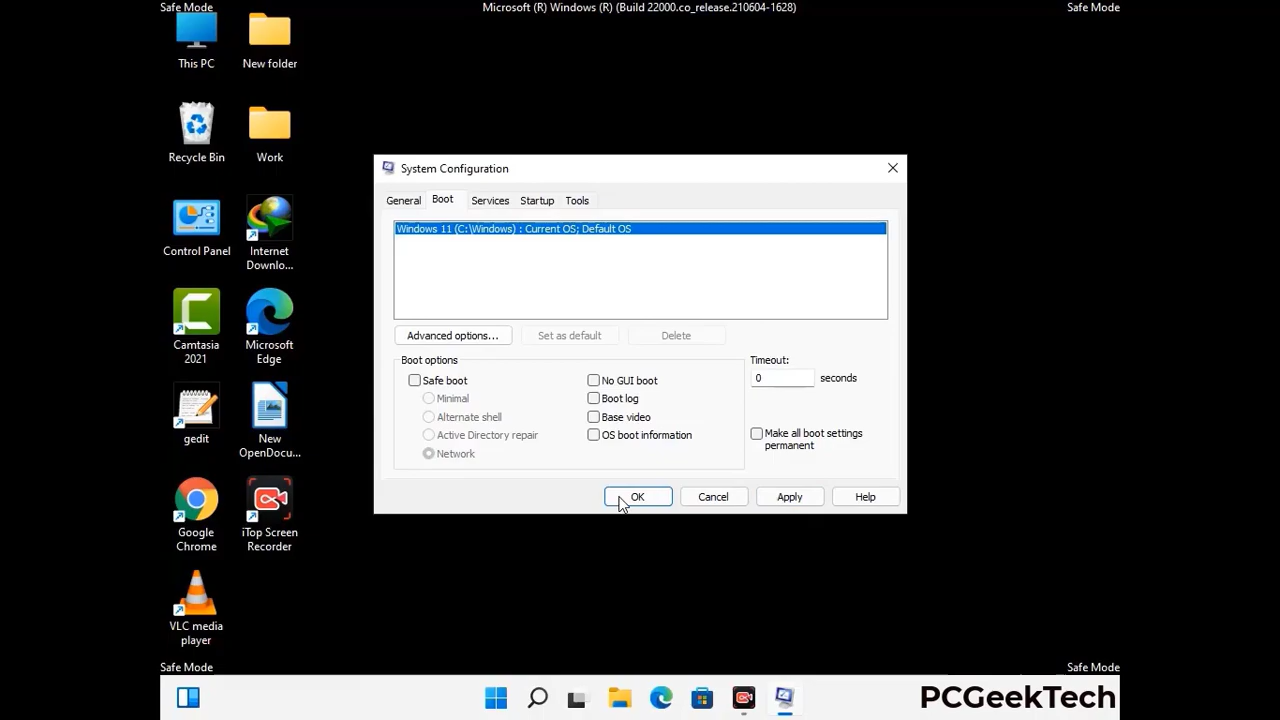 Safe Mode
Microsoft (R) Windows (R) (Build 22000.co_release.210604-1628)
Safe Mode
This PC
New folder
Recycle Bin
Work
Control Panel
Internet
Downlo...
Camtasia
2021
Microsoft
Edge
gedit
New
OpenDocu...
Google
Chrome
iTop Screen
Recorder
VLC media
player
System Configuration
General
Boot
Services
Startup
Tools
Windows 11 (C:\Windows) : Current OS; Default OS
Advanced options...
Set as default
Delete
Boot options
Safe boot
Minimal
Alternate shell
Active Directory repair
Network
No GUI boot
Boot log
Base video
OS boot information
Timeout:
0 seconds
Make all boot settings
permanent
OK
Cancel
Apply
Help
Safe Mode
Safe Mode
PCGeekTech